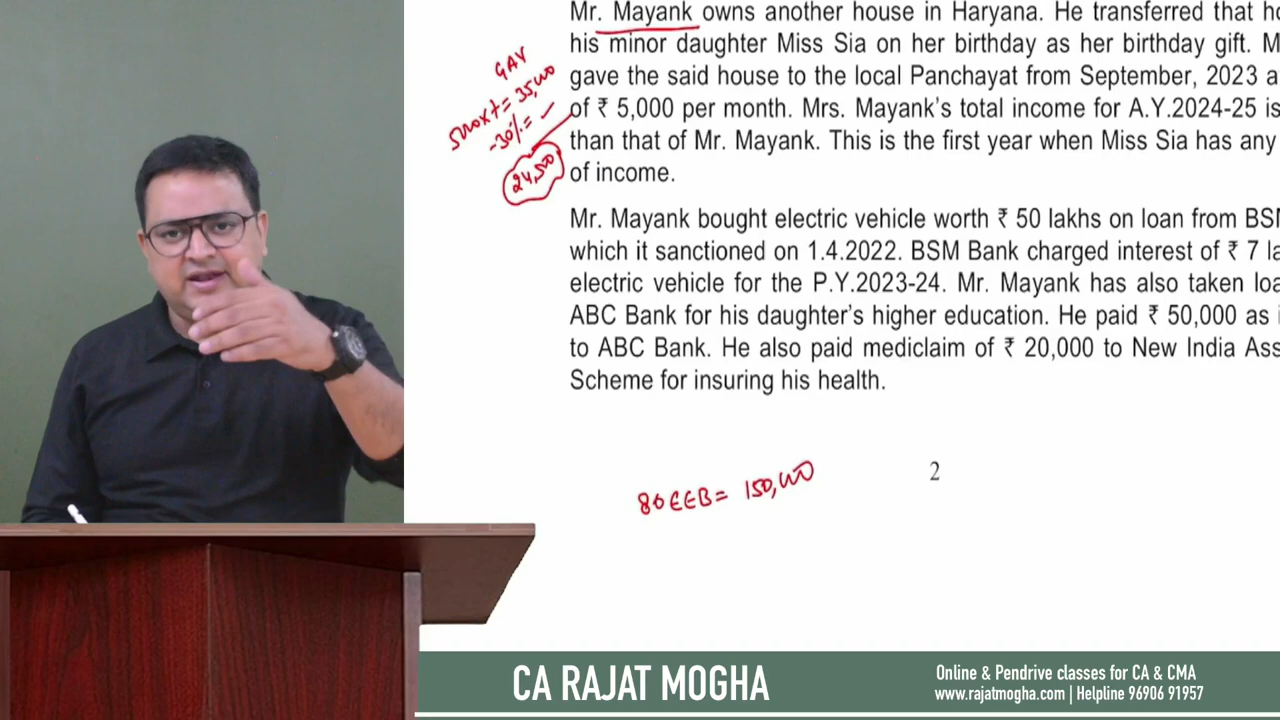 Mr. Mayank owns another house in Haryana. He transferred that ho
his minor daughter Miss Sia on her birthday as her birthday gift. M
gave the said house to the local Panchayat from September, 2023 a
of ₹ 5,000 per month. Mrs. Mayank's total income for A.Y.2024-25 is
than that of Mr. Mayank. This is the first year when Miss Sia has any
of income.
GAV
5000x7 = 35,000
-30% =
24,500
Mr. Mayank bought electric vehicle worth ₹ 50 lakhs on loan from BSI
which it sanctioned on 1.4.2022. BSM Bank charged interest of ₹ 7 la
electric vehicle for the P.Y.2023-24. Mr. Mayank has also taken loa
ABC Bank for his daughter's higher education. He paid ₹ 50,000 as i
to ABC Bank. He also paid mediclaim of ₹ 20,000 to New India Ass
Scheme for insuring his health.
80EEB = 150,000
2
CA RAJAT MOGHA
Online & Pendrive classes for CA & CMA
www.rajatmogha.com | Helpline 96906 91957